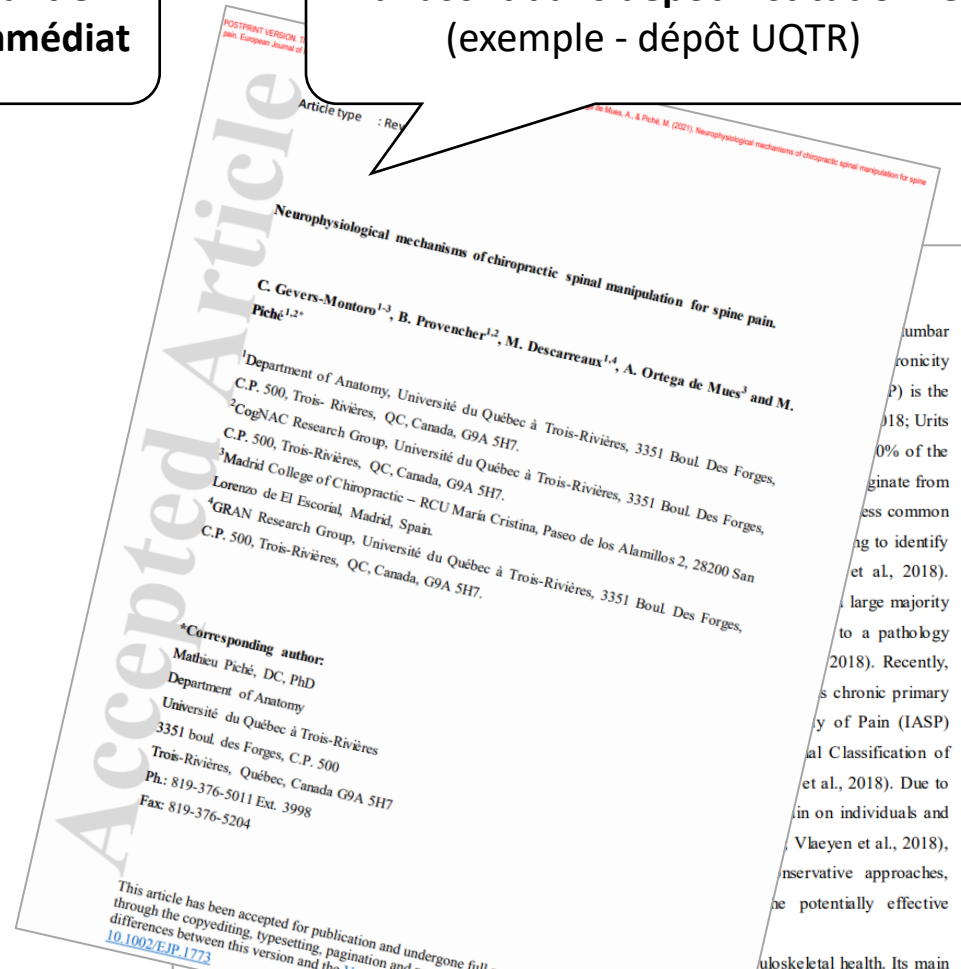 mmédiat
(exemple - dépôt UQTR)
POSTPRINT VERSION.
pain. European Journal of
de Mues, A., & Piché, M. (2021). Neurophysiological mechanisms of chiropractic spinal manipulation for spine
Accepted Article
Article type : Rev
Neurophysiological mechanisms of chiropractic spinal manipulation for spine pain.
C. Gevers-Montoro1-3, B. Provencher1,2, M. Descarreaux1,4, A. Ortega de Mues3 and M.
Piché1,2*
1Department of Anatomy, Université du Québec à Trois-Rivières, 3351 Boul. Des Forges,
C.P. 500, Trois- Rivières, QC, Canada, G9A 5H7.
2CogNAC Research Group, Université du Québec à Trois-Rivières, 3351 Boul. Des Forges,
C.P. 500, Trois-Rivières, QC, Canada, G9A 5H7.
3Madrid College of Chiropractic – RCU María Cristina, Paseo de los Alamillos 2, 28200 San
Lorenzo de El Escorial, Madrid, Spain.
4GRAN Research Group, Université du Québec à Trois-Rivières, 3351 Boul. Des Forges,
C.P. 500, Trois-Rivières, QC, Canada, G9A 5H7.
*Corresponding author:
Mathieu Piché, DC, PhD
Department of Anatomy
Université du Québec à Trois-Rivières
3351 boul. des Forges, C.P. 500
Trois-Rivières, Québec, Canada G9A 5H7
Ph.: 819-376-5011 Ext. 3998
Fax: 819-376-5204
This article has been accepted for publication and undergone full
through the copyediting, typesetting, pagination and
differences between this version and the
10.1002/EJP.1773
umbar
ronicity
P) is the
018; Urits
0% of the
ginate from
ess common
ng to identify
et al., 2018).
large majority
to a pathology
2018). Recently,
s chronic primary
y of Pain (IASP)
al Classification of
et al., 2018). Due to
in on individuals and
Vlaeyen et al., 2018),
nservative approaches,
ne potentially effective
uloskeletal health. Its main